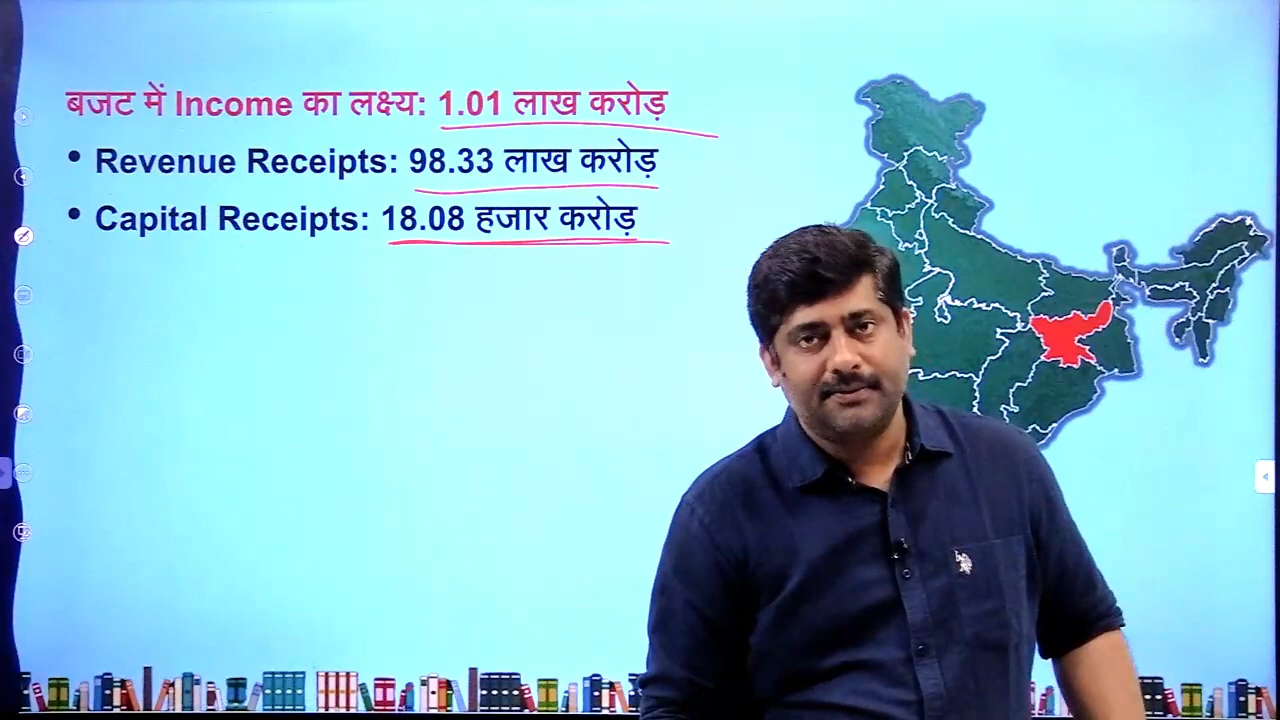 बजट में Income का लक्ष्य: 1.01 लाख करोड़
• Revenue Receipts: 98.33 लाख करोड़
• Capital Receipts: 18.08 हजार करोड़